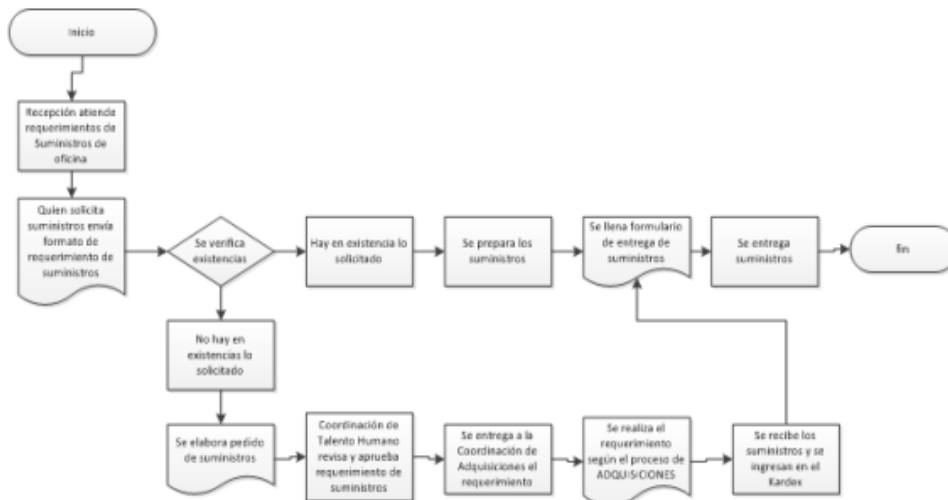 Inicio
Recepción atiende
requerimientos de
Suministros de
oficina
Quien solicita
suministros envía
formato de
requerimiento de
suministros
Se verifica
existencias
Hay en existencia lo
solicitado
Se prepara los
suministros
Se llena formulario
de entrega de
suministros
Se entrega
suministros
fin
No hay en
existencias lo
solicitado
Se elabora pedido
de suministros
Coordinación de
Talento Humano
revisa y aprueba
requerimiento de
suministros
Se entrega a la
Coordinación de
Adquisiciones el
requerimiento
Se realiza el
requerimiento
según el proceso de
ADQUISICIONES
Se recibe los
suministros y se
ingresan en el
Kardex